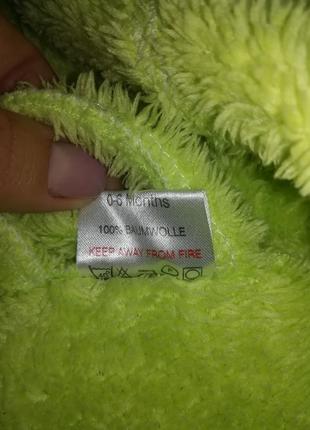 0-6 Months
100% BAUMWOLLE
KEEP AWAY FROM FIRE